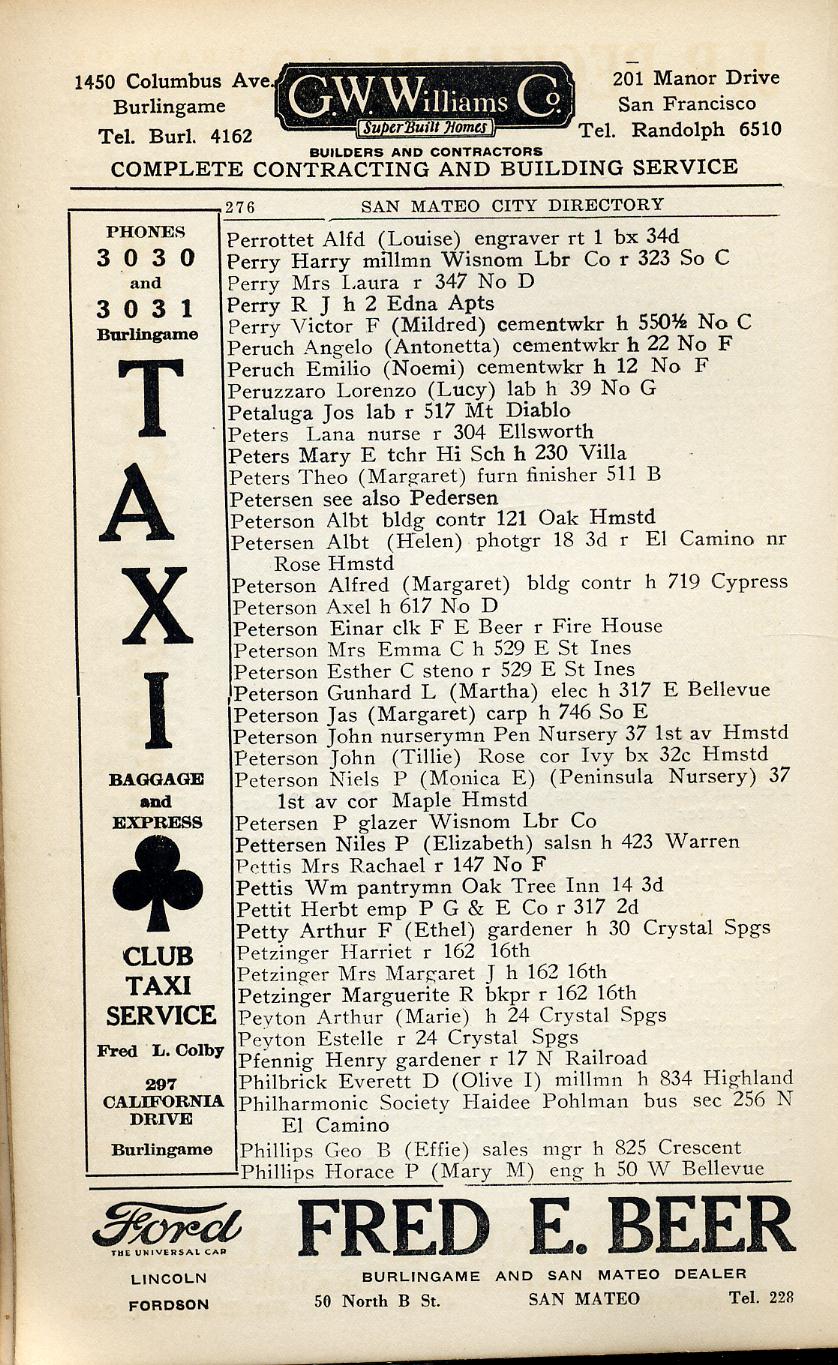 1450 Columbus Ave.
Burlingame
Tel. Burl. 4162
G.W. Williams Co.
"Super Built Homes"
201 Manor Drive
San Francisco
Tel. Randolph 6510
BUILDERS AND CONTRACTORS
COMPLETE CONTRACTING AND BUILDING SERVICE
276 SAN MATEO CITY DIRECTORY
PHONES
3030
and
3031
Burlingame
TAXI
BAGGAGE
and
EXPRESS
CLUB
TAXI
SERVICE
Fred L. Colby
297
CALIFORNIA
DRIVE
Burlingame
Perrottet Alfd (Louise) engraver rt 1 bx 34d
Perry Harry millmn Wisnom Lbr Co r 323 So C
Perry Mrs Laura r 347 No D
Perry R J h 2 Edna Apts
Perry Victor F (Mildred) cementwkr h 550½ No C
Peruch Angelo (Antonetta) cementwkr h 22 No F
Peruch Emilio (Noemi) cementwkr h 12 No F
Peruzzaro Lorenzo (Lucy) lab h 39 No G
Petaluga Jos lab r 517 Mt Diablo
Peters Lana nurse r 304 Ellsworth
Peters Mary E tchr Hi Sch h 230 Villa
Peters Theo (Margaret) furn finisher 511 B
Petersen see also Pedersen
Peterson Albt bldg contr 121 Oak Hmstd
Petersen Albt (Helen) photgr 18 3d r El Camino nr
Rose Hmstd
Peterson Alfred (Margaret) bldg contr h 719 Cypress
Peterson Axel h 617 No D
Peterson Einar clk F E Beer r Fire House
Peterson Mrs Emma C h 529 E St Ines
Peterson Esther C steno r 529 E St Ines
Peterson Gunhard L (Martha) elec h 317 E Bellevue
Peterson Jas (Margaret) carp h 746 So E
Peterson John nurserymn Pen Nursery 37 1st av Hmstd
Peterson John (Tillie) Rose cor Ivy bx 32c Hmstd
Peterson Niels P (Monica E) (Peninsula Nursery) 37
1st av cor Maple Hmstd
Petersen P glazer Wisnom Lbr Co
Pettersen Niles P (Elizabeth) salsn h 423 Warren
Pettis Mrs Rachael r 147 No F
Pettis Wm pantrymn Oak Tree Inn 14 3d
Pettit Herbt emp P G & E Co r 317 2d
Petty Arthur F (Ethel) gardener h 30 Crystal Spgs
Petzinger Harriet r 162 16th
Petzinger Mrs Margaret J h 162 16th
Petzinger Marguerite R bkpr r 162 16th
Peyton Arthur (Marie) h 24 Crystal Spgs
Peyton Estelle r 24 Crystal Spgs
Pfennig Henry gardener r 17 N Railroad
Philbrick Everett D (Olive I) millmn h 834 Highland
Philharmonic Society Haidee Pohlman bus sec 256 N
El Camino
Phillips Geo B (Effie) sales mgr h 825 Crescent
Phillips Horace P (Mary M) eng h 50 W Bellevue
Ford
THE UNIVERSAL CAR
LINCOLN
FORDSON
FRED E. BEER
BURLINGAME AND SAN MATEO DEALER
50 North B St. SAN MATEO Tel. 228